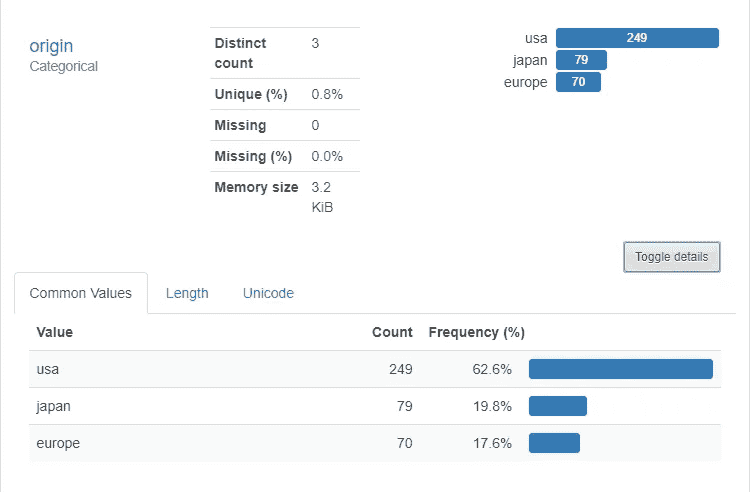 origin
Categorical
Distinct count 3
Unique (%) 0.8%
Missing 0
Missing (%) 0.0%
Memory size 3.2 KiB
usa 249
japan 79
europe 70
Toggle details
Common Values Length Unicode
Value Count Frequency (%)
usa 249 62.6%
japan 79 19.8%
europe 70 17.6%